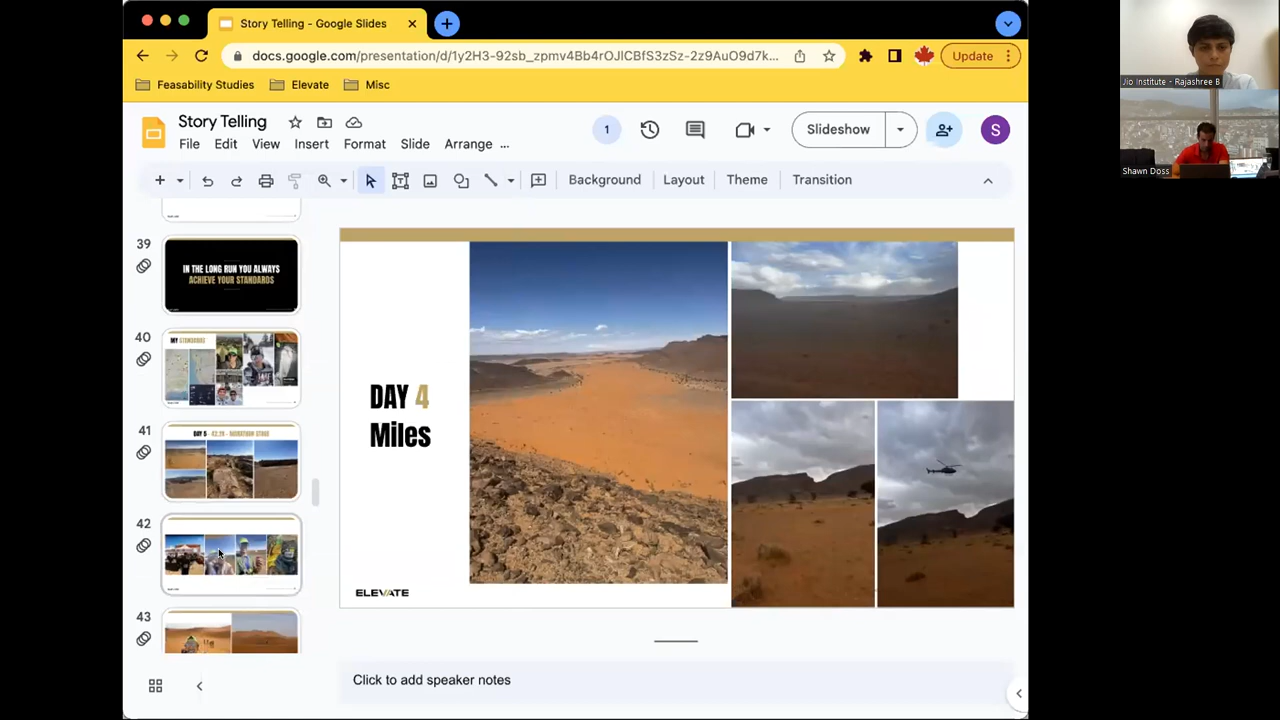 Story Telling - Google Slides
docs.google.com/presentation/d/1y2H3-92sb_zpmv4Bb4rOJlCBfS3zSz-2z9AuO9d7k...
Update
Feasability Studies
Elevate
Misc
Story Telling
File Edit View Insert Format Slide Arrange ...
1
Slideshow
S
Background Layout Theme Transition
39
IN THE LONG RUN YOU ALWAYS
ACHIEVE YOUR STANDARDS
40
MY STANDARDS
41
42
43
DAY 4
Miles
ELEVATE
Click to add speaker notes
Jio Institute - Rajashree B
Shawn Doss